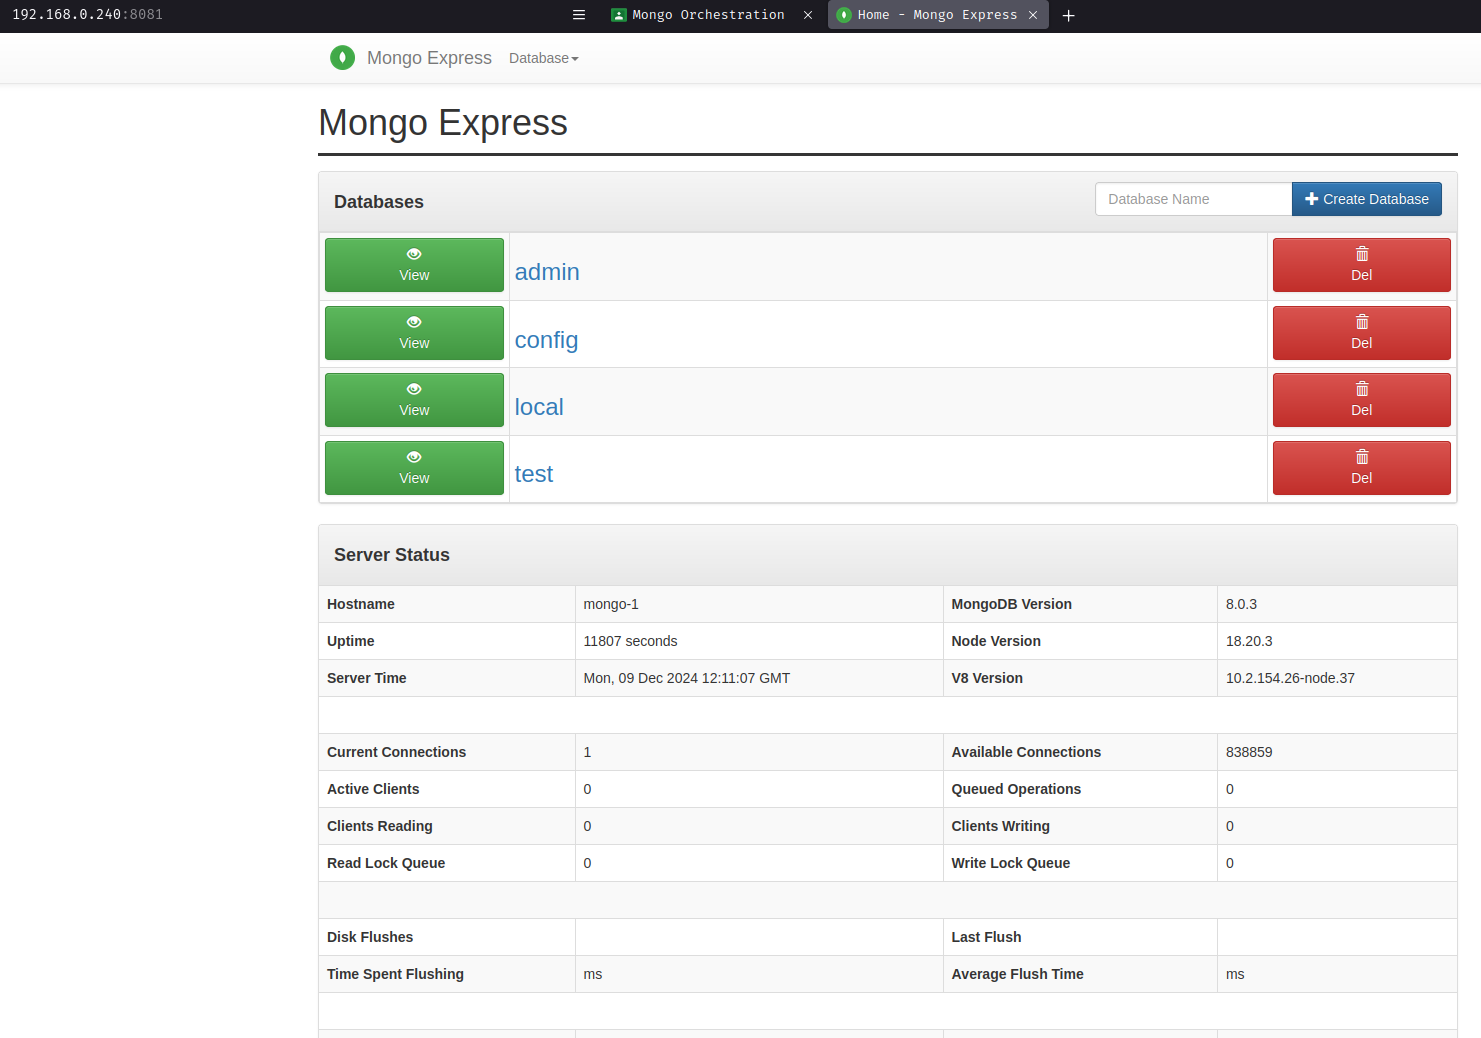 192.168.0.240:8081
Mongo Orchestration
Home - Mongo Express
Mongo Express
Database
Mongo Express
Databases
Database Name
Create Database
View
admin
Del
View
config
Del
View
local
Del
View
test
Del
Server Status
Hostname mongo-1 MongoDB Version 8.0.3
Uptime 11807 seconds Node Version 18.20.3
Server Time Mon, 09 Dec 2024 12:11:07 GMT V8 Version 10.2.154.26-node.37
Current Connections 1 Available Connections 838859
Active Clients 0 Queued Operations 0
Clients Reading 0 Clients Writing 0
Read Lock Queue 0 Write Lock Queue 0
Disk Flushes Last Flush
Time Spent Flushing ms Average Flush Time ms